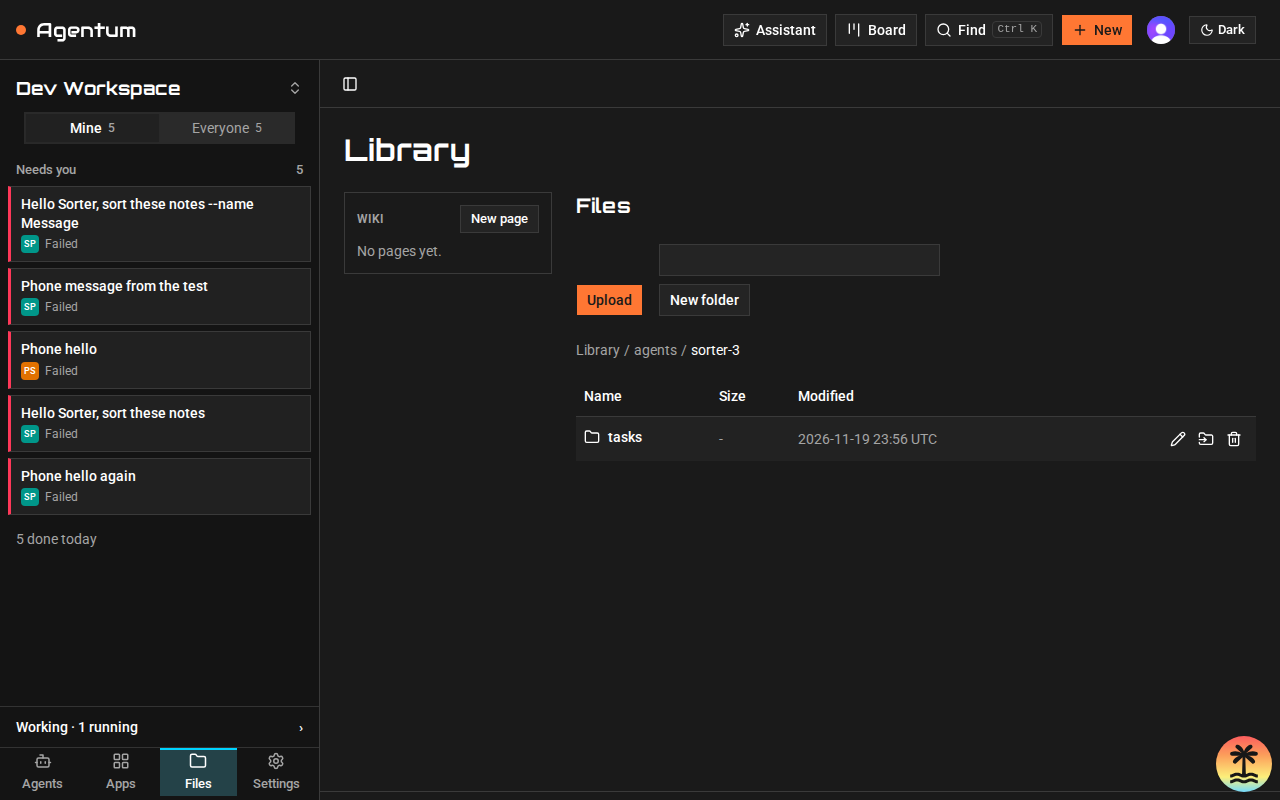 Agentum
Assistant
Board
Find Ctrl K
New
Dark
Dev Workspace
Mine 5
Everyone 5
Needs you 5
Hello Sorter, sort these notes --name
Message
SP Failed
Phone message from the test
SP Failed
Phone hello
PS Failed
Hello Sorter, sort these notes
SP Failed
Phone hello again
SP Failed
5 done today
Working · 1 running ›
Agents
Apps
Files
Settings
Library
WIKI
New page
No pages yet.
Files
Upload
New folder
Library / agents / sorter-3
Name Size Modified
tasks - 2026-11-19 23:56 UTC